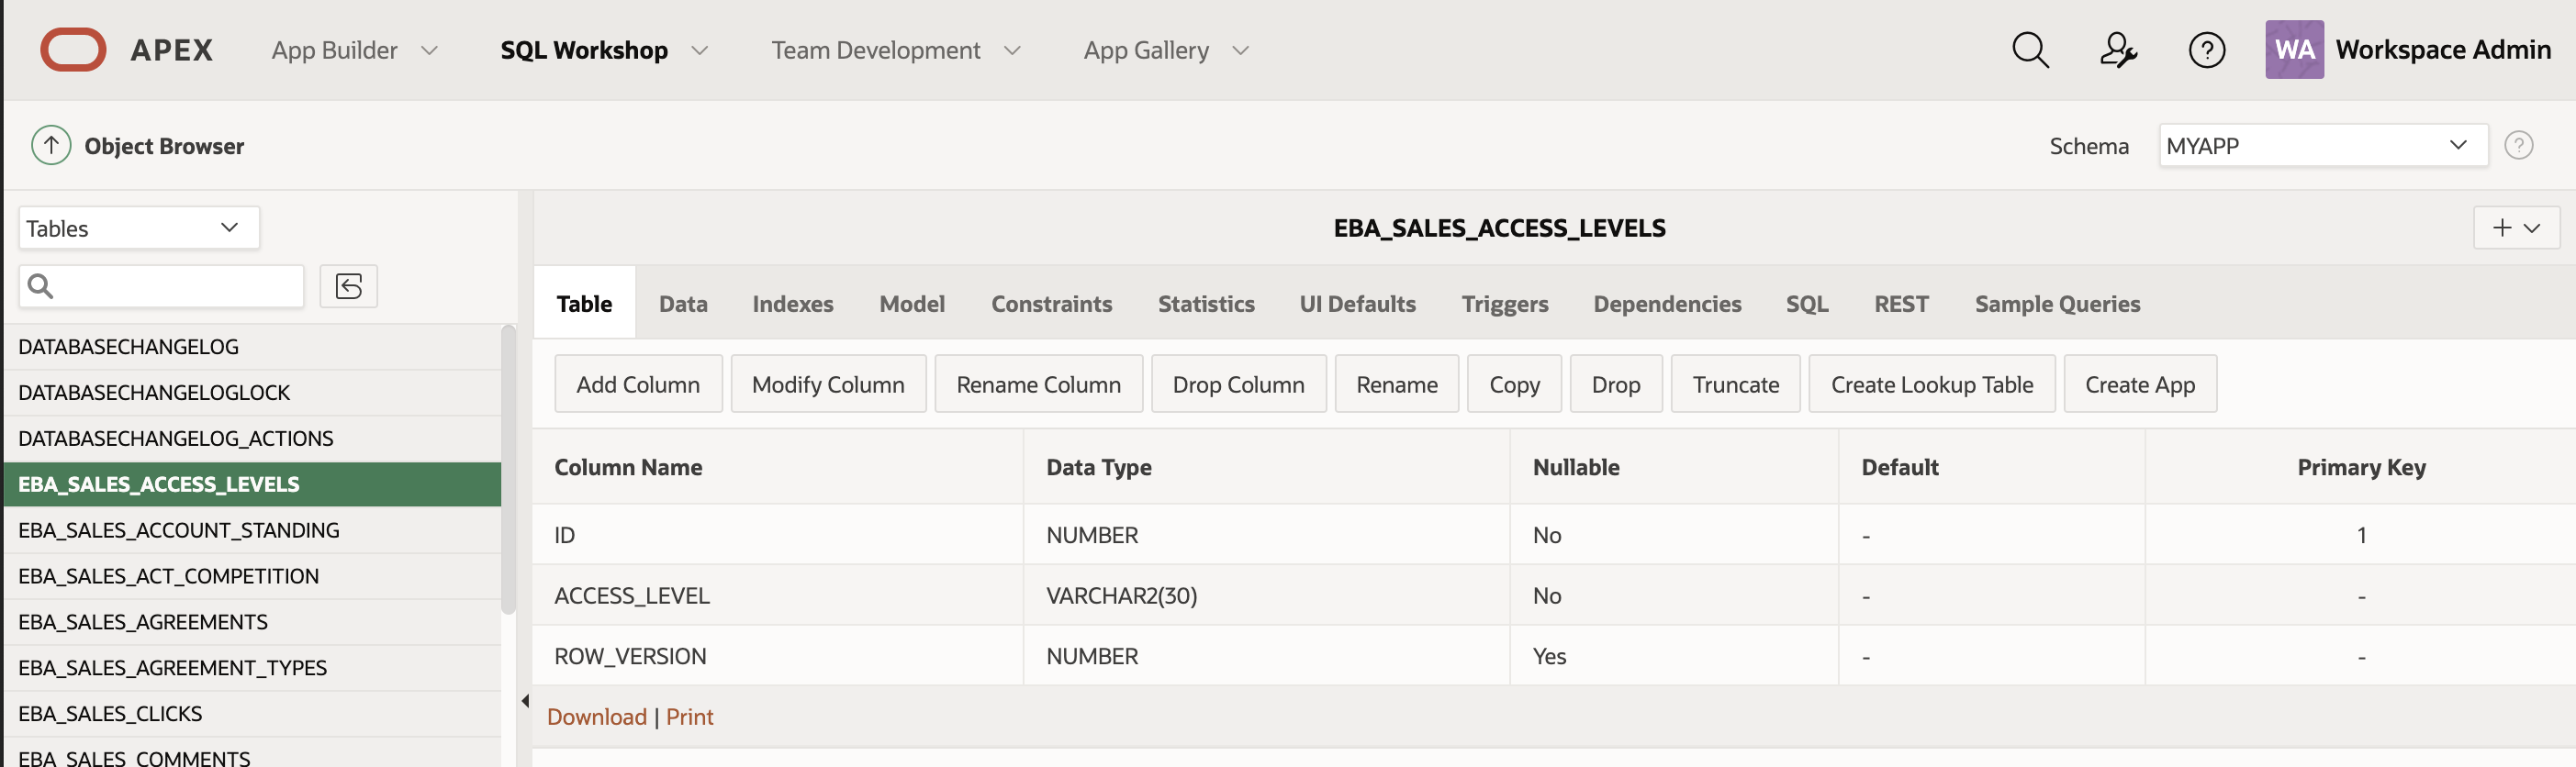 APEX App Builder SQL Workshop Team Development App Gallery WA Workspace Admin
Object Browser Schema MYAPP
Tables
EBA_SALES_ACCESS_LEVELS
Table Data Indexes Model Constraints Statistics UI Defaults Triggers Dependencies SQL REST Sample Queries
Add Column Modify Column Rename Column Drop Column Rename Copy Drop Truncate Create Lookup Table Create App
DATABASECHANGELOG
DATABASECHANGELOGLOCK
DATABASECHANGELOG_ACTIONS
EBA_SALES_ACCESS_LEVELS
EBA_SALES_ACCOUNT_STANDING
EBA_SALES_ACT_COMPETITION
EBA_SALES_AGREEMENTS
EBA_SALES_AGREEMENT_TYPES
EBA_SALES_CLICKS
EBA_SALES_COMMENTS
Column Name Data Type Nullable Default Primary Key
ID NUMBER No - 1
ACCESS_LEVEL VARCHAR2(30) No - -
ROW_VERSION NUMBER Yes - -
Download | Print